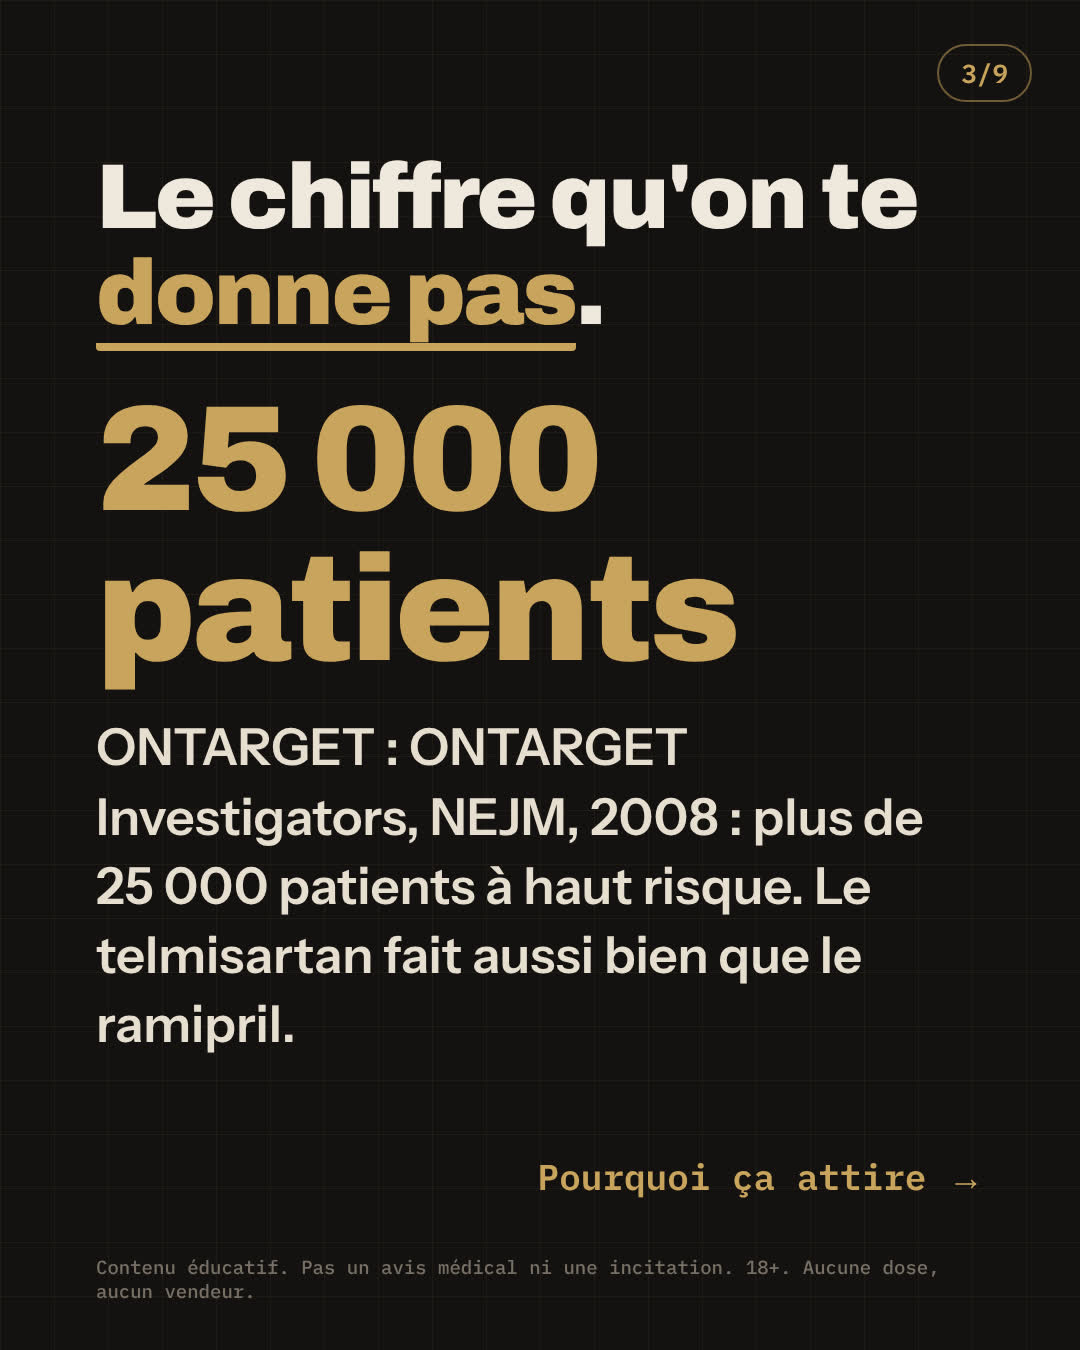 3/9
Le chiffre qu'on te
donne pas.
25 000
patients
ONTARGET : ONTARGET
Investigators, NEJM, 2008 : plus de
25 000 patients à haut risque. Le
telmisartan fait aussi bien que le
ramipril.
Pourquoi ça attire →
Contenu éducatif. Pas un avis médical ni une incitation. 18+. Aucune dose,
aucun vendeur.